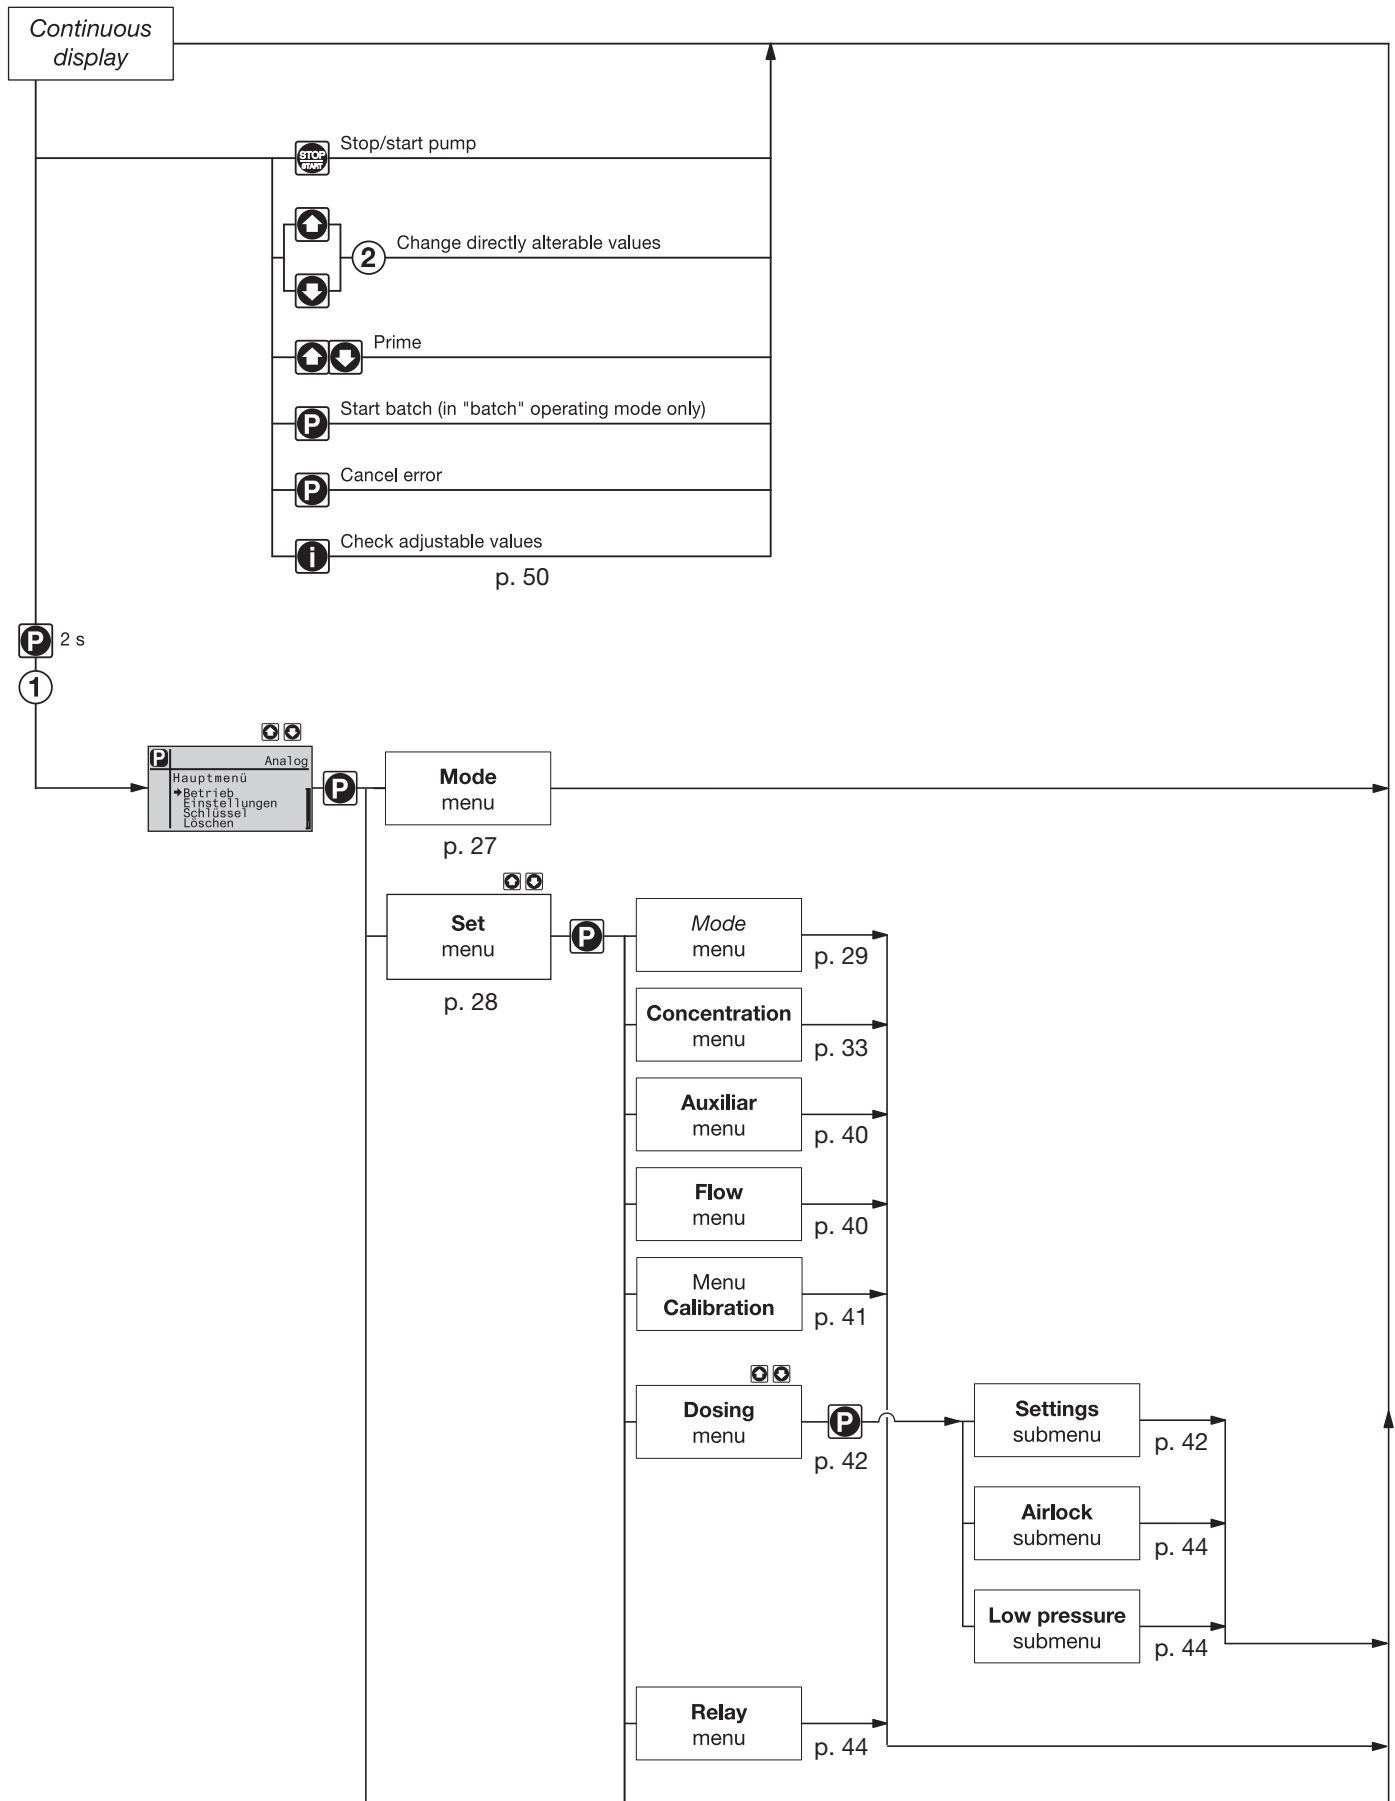 Continuous
display
STOP
START
Stop/start pump
2
Change directly alterable values
Prime
P
Start batch (in "batch" operating mode only)
P
Cancel error
i
Check adjustable values
p. 50
P
2 s
1
P
Analog
Hauptmenü
Betrieb
Einstellungen
Schlüssel
Löschen
P
Mode
menu
p. 27
Set
menu
p. 28
P
Mode
menu
p. 29
Concentration
menu
p. 33
Auxiliar
menu
p. 40
Flow
menu
p. 40
Menu
Calibration
p. 41
Dosing
menu
P
p. 42
Settings
submenu
p. 42
Airlock
submenu
p. 44
Low pressure
submenu
p. 44
Relay
menu
p. 44